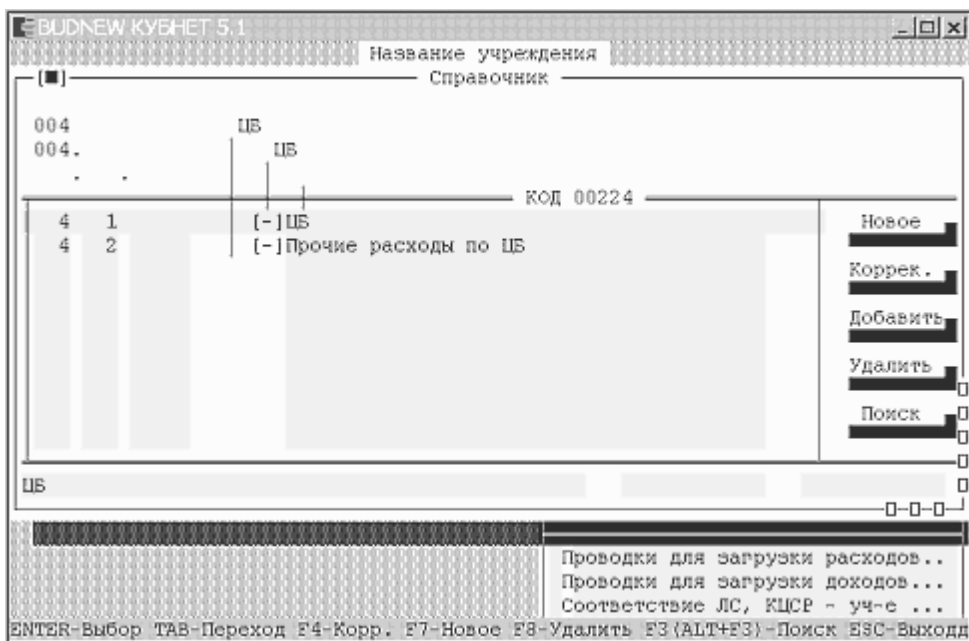 BUDNEW КУБНЕТ 5.1
Название учреждения
[■] Справочник
004 ЦБ
004. ЦБ
. .
КОД 00224
4 1 [-]ЦБ
4 2 [-]Прочие расходы по ЦБ
Новое
Коррек.
Добавить
Удалить
Поиск
ЦБ
Проводки для загрузки расходов..
Проводки для загрузки доходов...
Соответствие ЛС, КЦСР - уч-е ...
ENTER-Выбор TAB-Переход F4-Корр. F7-Новое F8-Удалить F3(ALT+F3)-Поиск ESC-Выходд